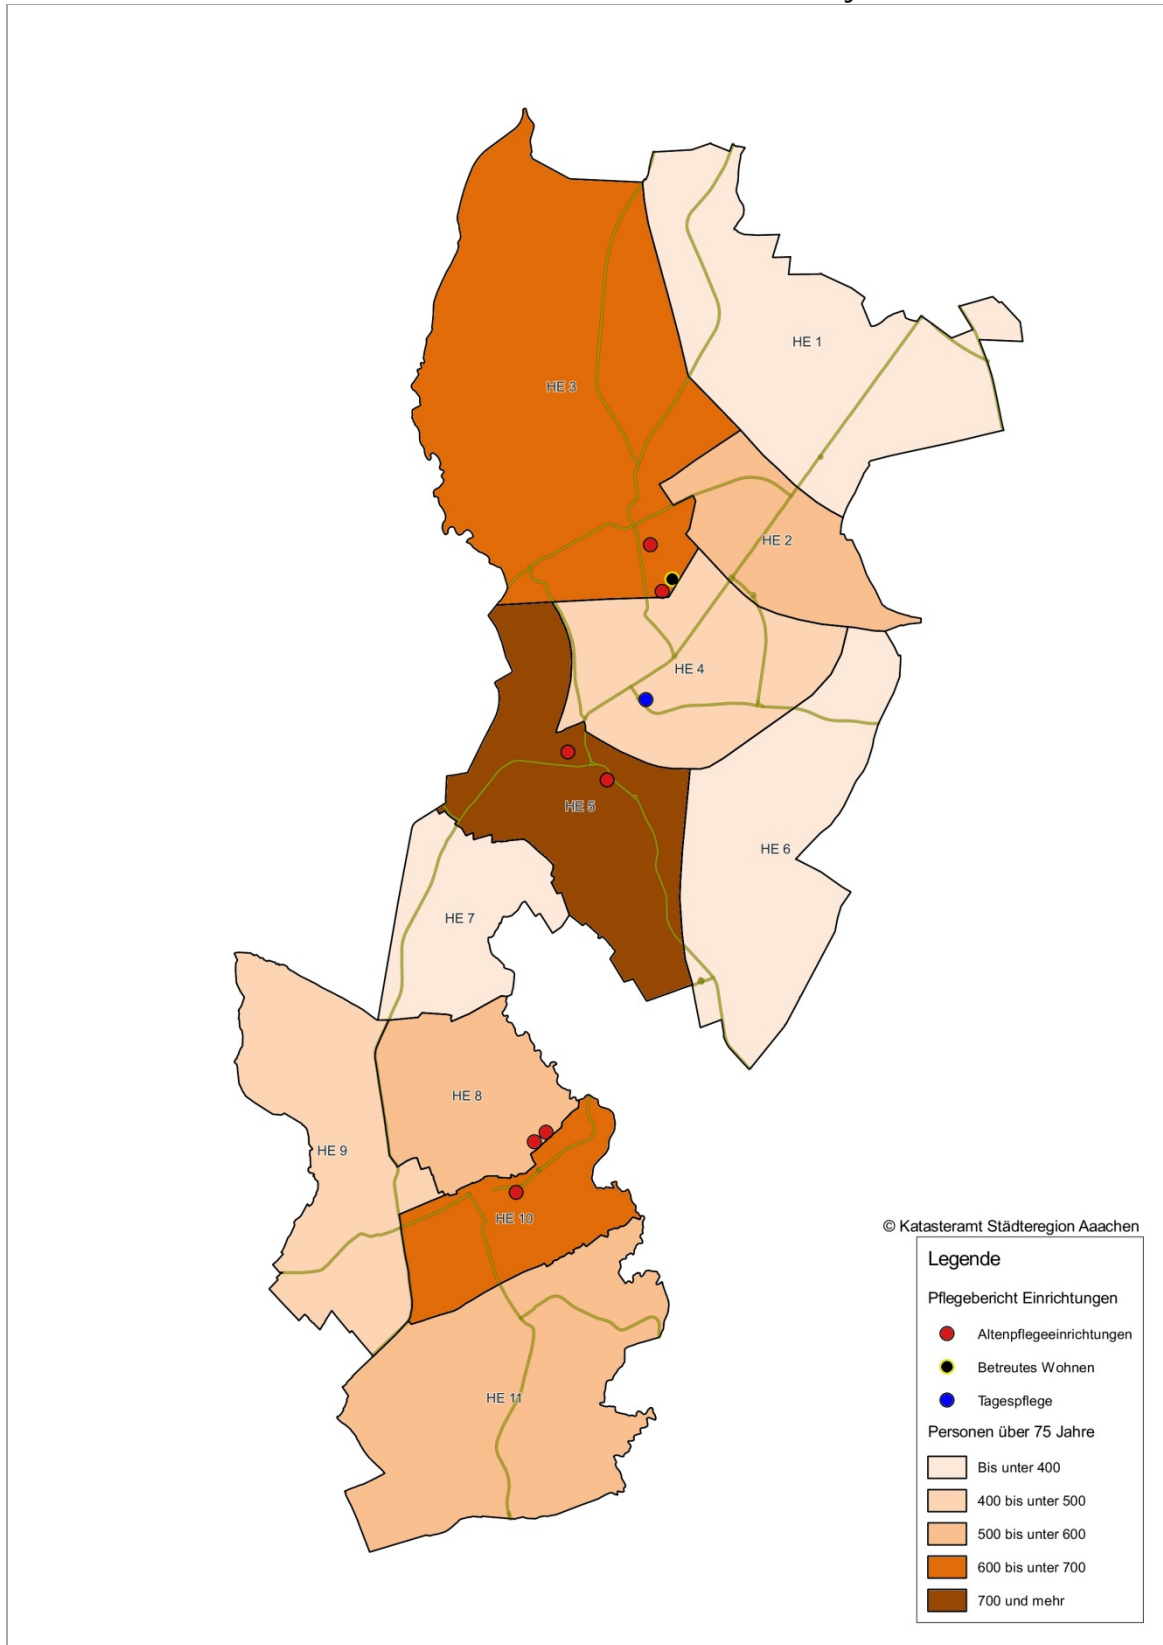 HE 1
HE 3
HE 2
HE 4
HE 5
HE 6
HE 7
HE 8
HE 9
HE 10
HE 11
© Katasteramt Städteregion Aaachen
Legende
Pflegebericht Einrichtungen
Altenpflegeeinrichtungen
Betreutes Wohnen
Tagespflege
Personen über 75 Jahre
Bis unter 400
400 bis unter 500
500 bis unter 600
600 bis unter 700
700 und mehr